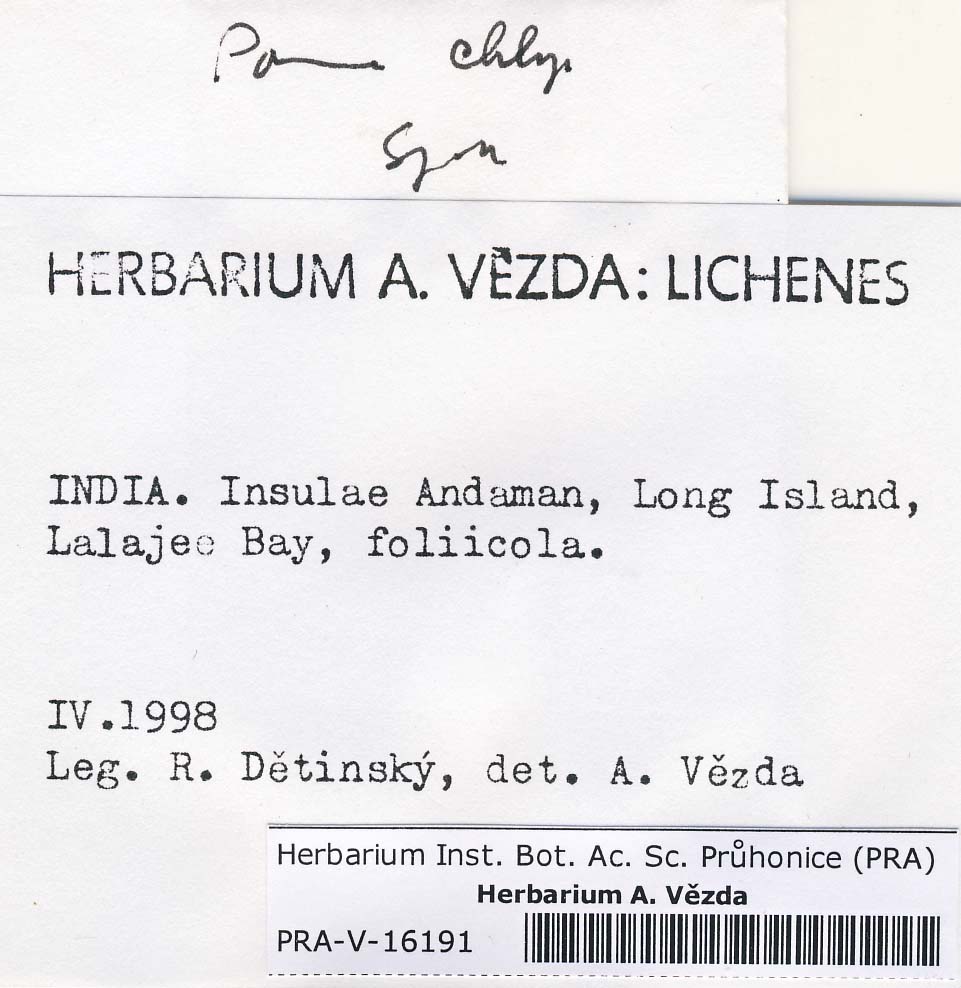 chly.
HERBARIUM A. VĚZDA: LICHENES
INDIA. Insulae Andaman, Long Island,
Lalajee Bay, foliicola.
IV.1998
Leg. R. Dětinský, det. A. Vězda
Herbarium Inst. Bot. Ac. Sc. Průhonice (PRA)
Herbarium A. Vězda
PRA-V-16191